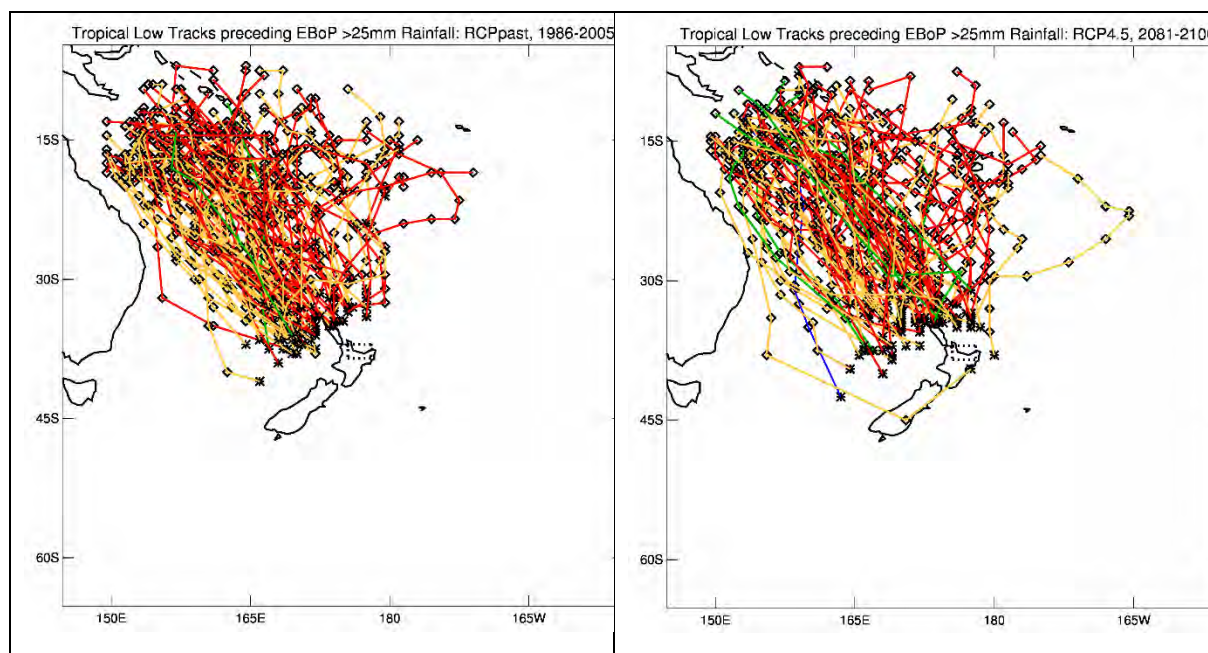 Tropical Low Tracks preceding EBoP >25mm Rainfall: RCPpast, 1986-2005
15S
30S
45S
60S
150E
165E
180
165W
Tropical Low Tracks preceding EBoP >25mm Rainfall: RCP4.5, 2081-210
15S
30S
45S
60S
150E
165E
180
165W